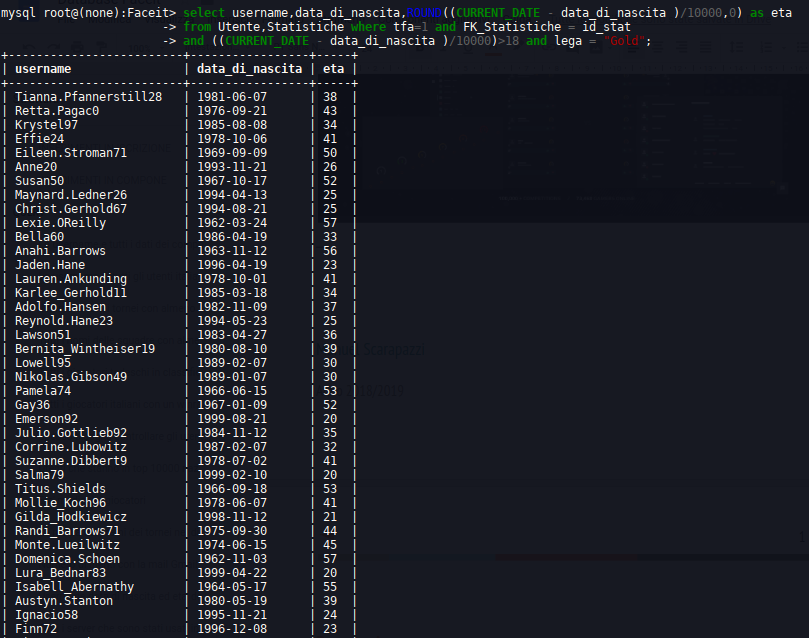 mysql root@(none):Faceit> select username,data_di_nascita,ROUND((CURRENT_DATE - data_di_nascita )/10000,0) as eta
-> from Utente,Statistiche where tfa=1 and FK_Statistiche = id_stat
-> and ((CURRENT_DATE - data_di_nascita )/10000)>18 and lega = "Gold";
+-------------------------+-----------------+-----+
| username | data_di_nascita | eta |
+-------------------------+-----------------+-----+
| Tianna.Pfannerstill28 | 1981-06-07 | 38 |
| Retta.Pagac0 | 1976-09-21 | 43 |
| Krystel97 | 1985-08-08 | 34 |
| Effie24 | 1978-10-06 | 41 |
| Eileen.Stroman71 | 1969-09-09 | 50 |
| Anne20 | 1993-11-21 | 26 |
| Susan50 | 1967-10-17 | 52 |
| Maynard.Ledner26 | 1994-04-13 | 25 |
| Christ.Gerhold67 | 1994-08-21 | 25 |
| Lexie.OReilly | 1962-03-24 | 57 |
| Bella60 | 1986-04-19 | 33 |
| Anahi.Barrows | 1963-11-12 | 56 |
| Jaden.Hane | 1996-04-19 | 23 |
| Lauren.Ankunding | 1978-10-01 | 41 |
| Karlee_Gerhold11 | 1985-03-18 | 34 |
| Adolfo.Hansen | 1982-11-09 | 37 |
| Reynold.Hane23 | 1994-05-23 | 25 |
| Lawson51 | 1983-04-27 | 36 |
| Bernita_Wintheiser19 | 1980-08-10 | 39 |
| Lowell95 | 1989-02-07 | 30 |
| Nikolas.Gibson49 | 1989-01-07 | 30 |
| Pamela74 | 1966-06-15 | 53 |
| Gay36 | 1967-01-09 | 52 |
| Emerson92 | 1999-08-21 | 20 |
| Julio.Gottlieb92 | 1984-11-12 | 35 |
| Corrine.Lubowitz | 1987-02-07 | 32 |
| Suzanne.Dibbert9 | 1978-07-02 | 41 |
| Salma79 | 1999-02-10 | 20 |
| Titus.Shields | 1966-09-18 | 53 |
| Mollie_Koch96 | 1978-06-07 | 41 |
| Gilda_Hodkiewicz | 1998-11-12 | 21 |
| Randi_Barrows71 | 1975-09-30 | 44 |
| Monte.Lueilwitz | 1974-06-15 | 45 |
| Domenica.Schoen | 1962-11-03 | 57 |
| Lura_Bednar83 | 1999-04-22 | 20 |
| Isabell_Abernathy | 1964-05-17 | 55 |
| Austyn.Stanton | 1980-05-19 | 39 |
| Ignacio58 | 1995-11-21 | 24 |
| Finn72 | 1996-12-08 | 23 |